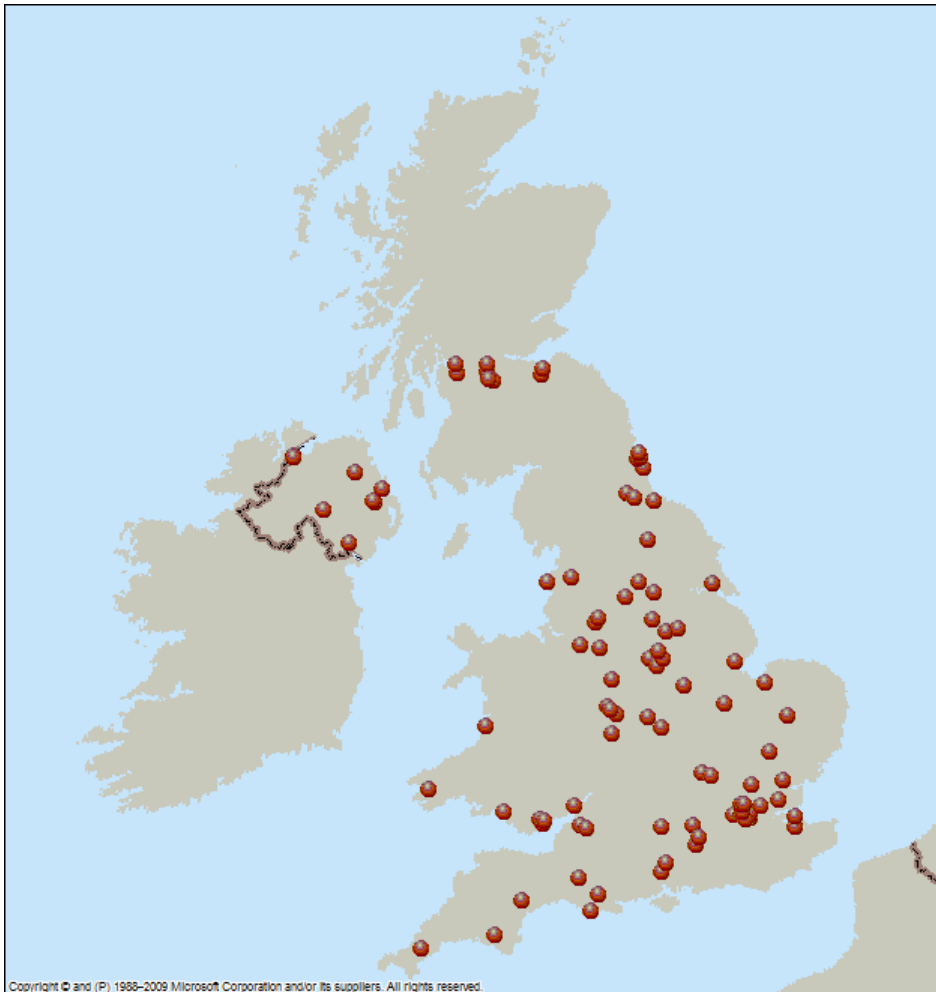 Copyright © and (P) 1988–2009 Microsoft Corporation and/or its suppliers. All rights reserved.